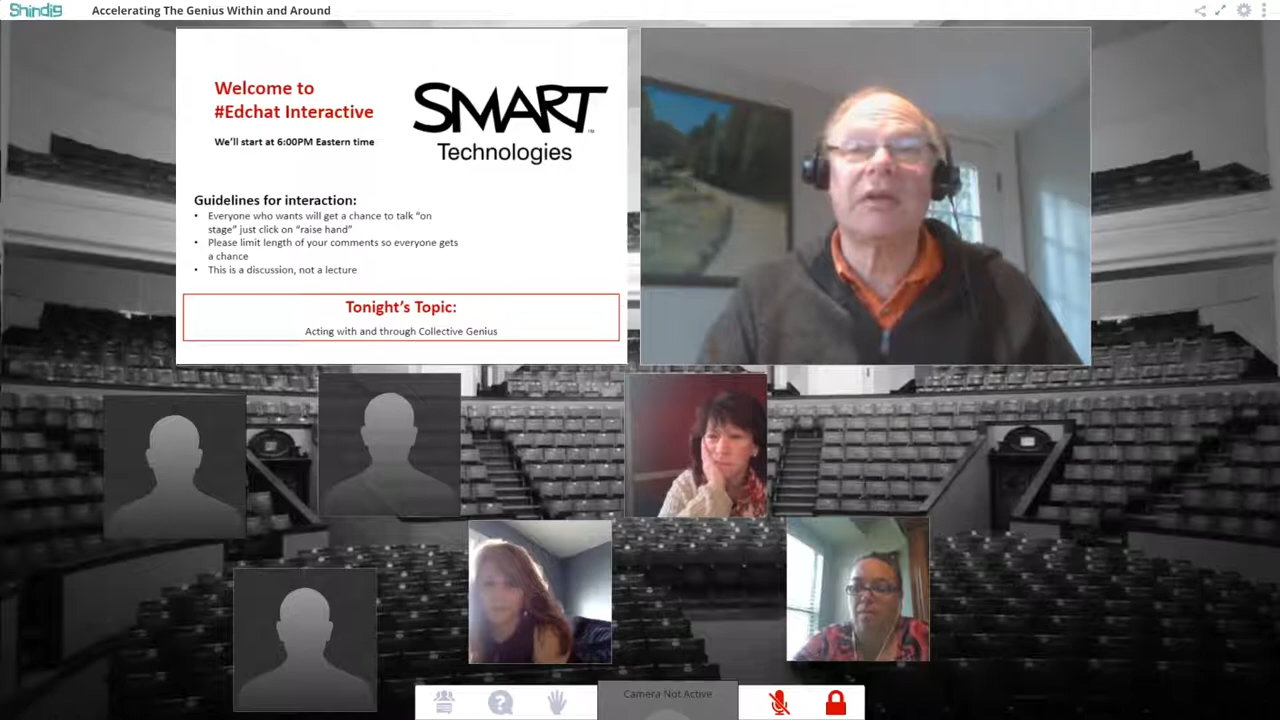 Shindig
Accelerating The Genius Within and Around
Welcome to
#Edchat Interactive
We'll start at 6:00PM Eastern time
SMART™
Technologies
Guidelines for interaction:
• Everyone who wants will get a chance to talk “on
stage” just click on “raise hand”
• Please limit length of your comments so everyone gets
a chance
• This is a discussion, not a lecture
Tonight’s Topic:
Acting with and through Collective Genius
Camera Not Active